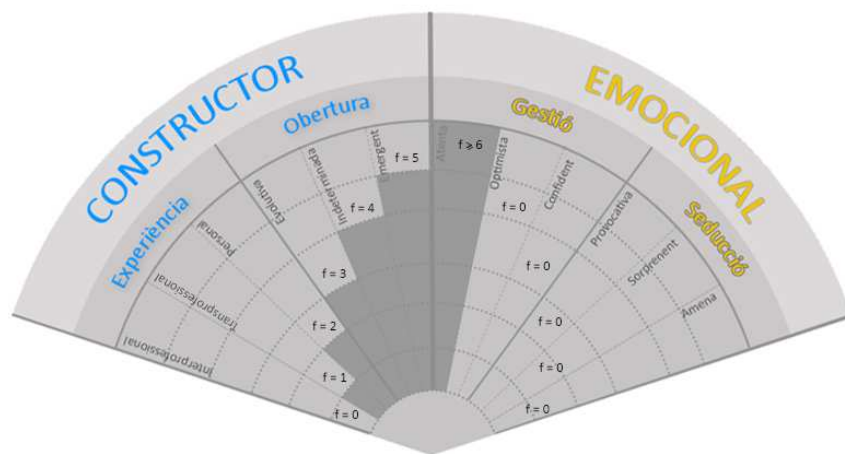 CONSTRUCTOR
EMOCIONAL
Experiència
Obertura
Gestió
Seducció
Interprofessional
Transprofessional
Personal
Evolutiva
Indeterminada
Emergent
Atenta
Optimista
Confident
Provocativa
Sorprenent
Amena
f = 0
f = 1
f = 2
f = 3
f = 4
f = 5
f ⩾ 6
f = 0
f = 0
f = 0
f = 0
f = 0